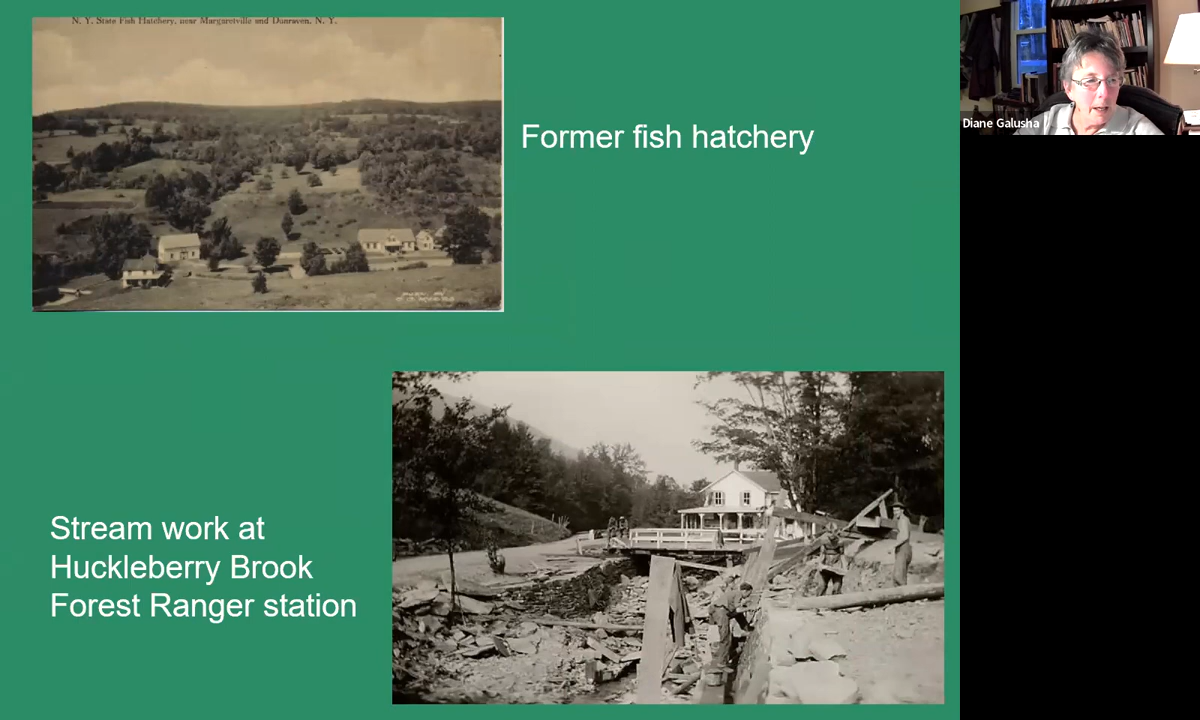 N. Y. State Fish Hatchery, near Margaretville and Dunraven, N. Y.
Former fish hatchery
Diane Galusha
Stream work at
Huckleberry Brook
Forest Ranger station